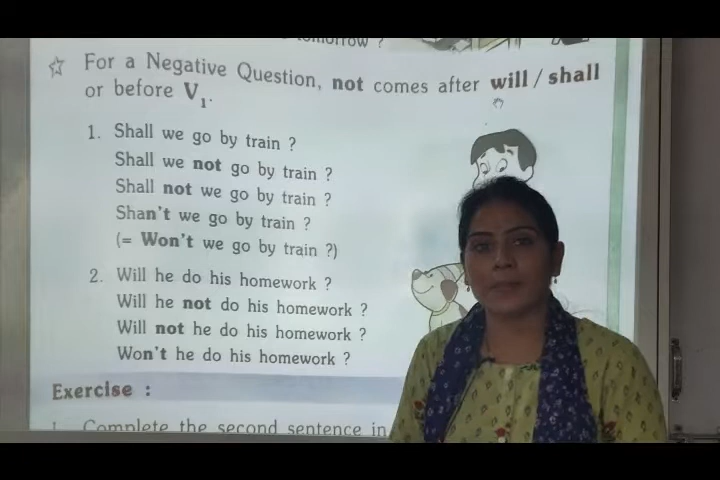 tomorrow ?
☆ For a Negative Question, not comes after will / shall
or before V1.
1. Shall we go by train ?
Shall we not go by train ?
Shall not we go by train ?
Shan't we go by train ?
(= Won't we go by train ?)
2. Will he do his homework ?
Will he not do his homework ?
Will not he do his homework ?
Won't he do his homework ?
Exercise :
1. Complete the second sentence in